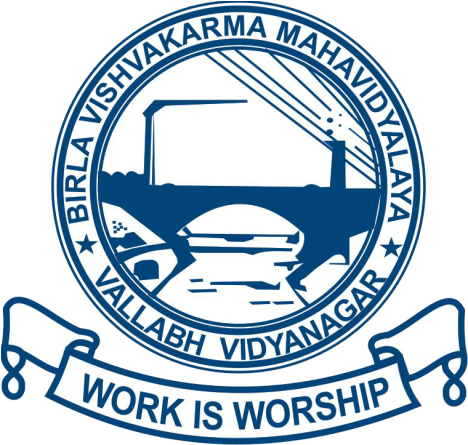 BIRLA VISHVAKARMA MAHAVIDYALAYA
VALLABH VIDYANAGAR
WORK IS WORSHIP